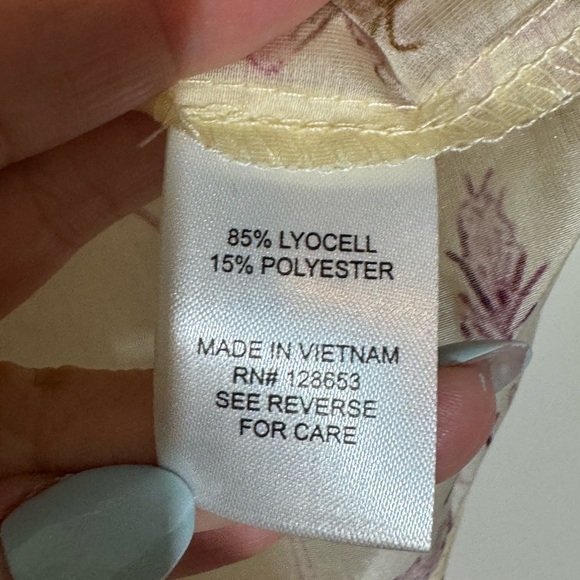 85% LYOCELL
15% POLYESTER
MADE IN VIETNAM
RN# 128653
SEE REVERSE
FOR CARE